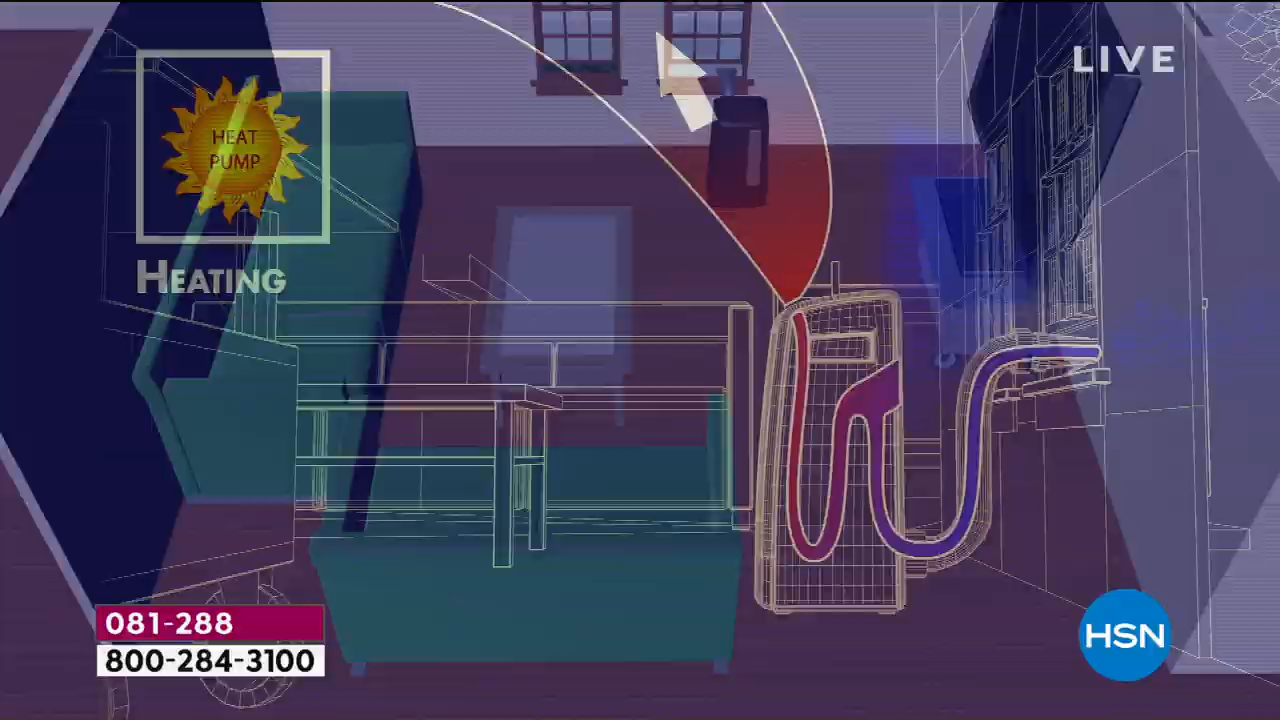 LIVE
HEAT
PUMP
HEATING
081-288
800-284-3100
HSN